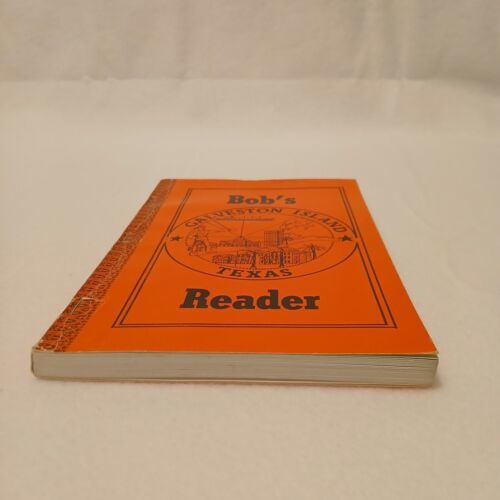 Bob's
GALVESTON ISLAND
TEXAS
Reader